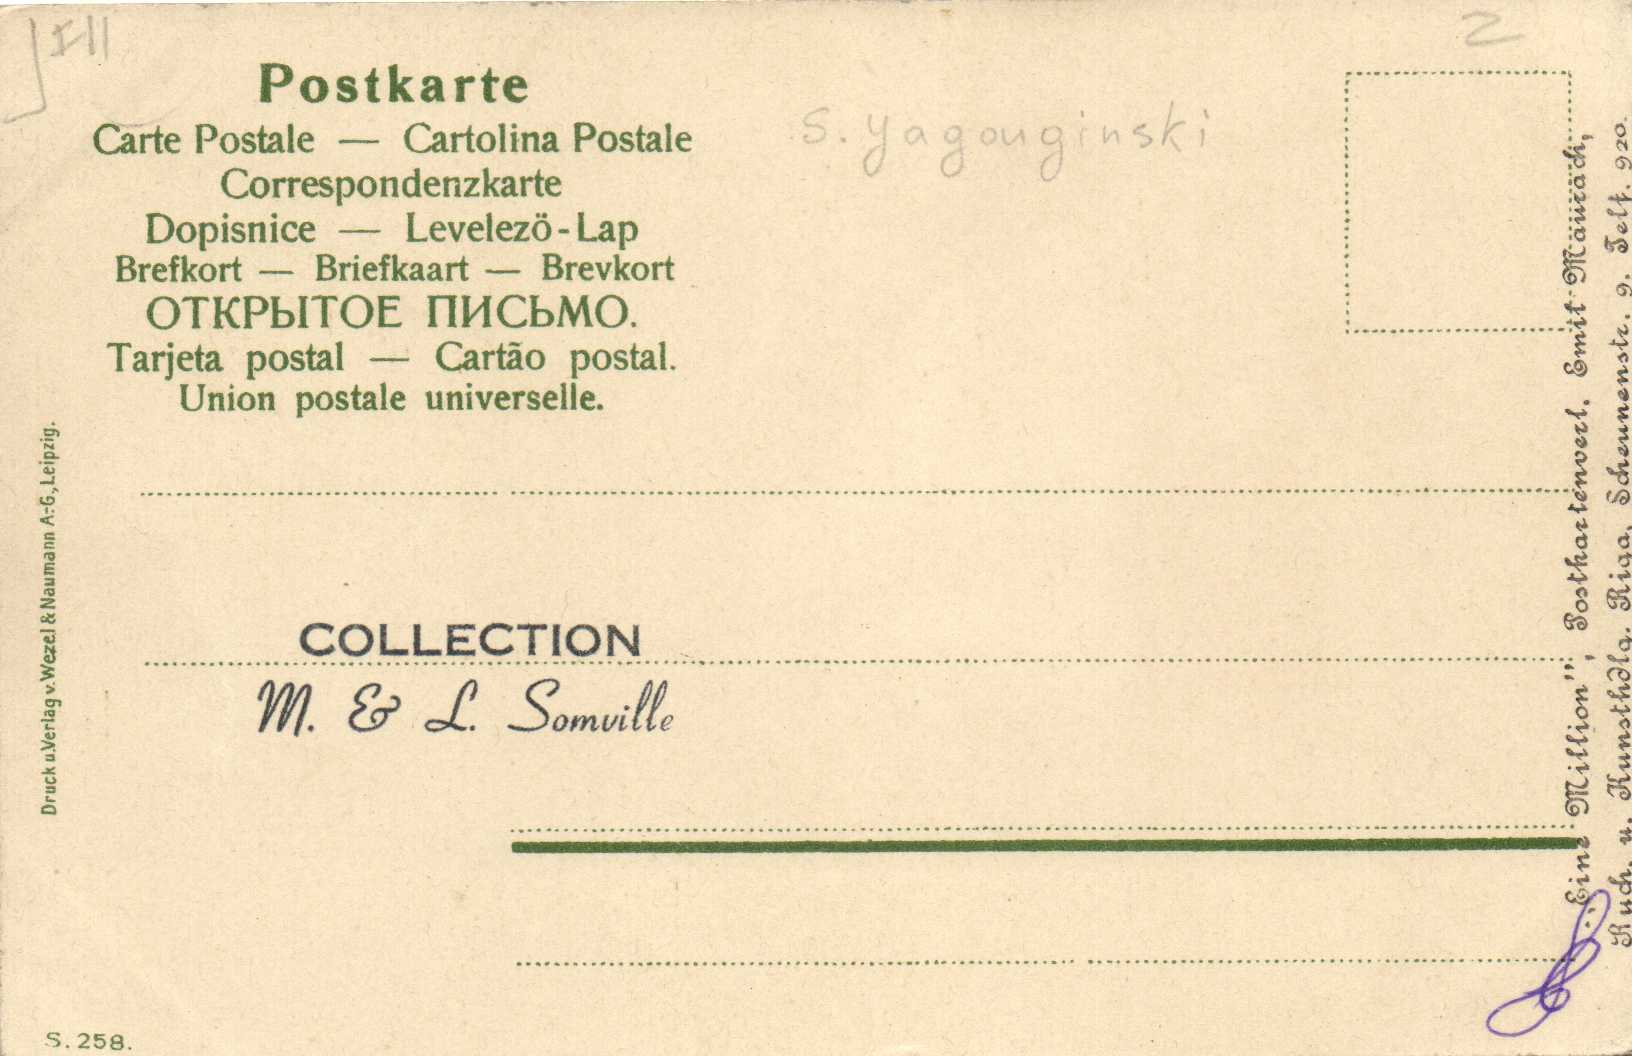 Postkarte
Carte Postale — Cartolina Postale
Correspondenzkarte
Dopisnice — Levelezö-Lap
Brefkort — Briefkaart — Brevkort
ОТКРЫТОЕ ПИСЬМО.
Tarjeta postal — Cartão postal.
Union postale universelle.
S. Yagouginski
2
Druck u. Verlag v. Wezel & Naumann A.-G., Leipzig.
COLLECTION
M. & L. Somville
„Eine Million”, Postkartenverl. Emil Maurach,
Buch. u. Kunsthdlg. Riga, Scheunenstr. 9. Telf. 920.
S. 258.